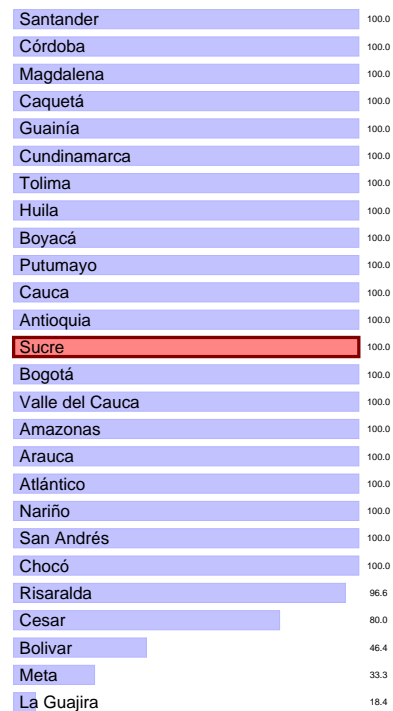 Santander 100.0
Córdoba 100.0
Magdalena 100.0
Caquetá 100.0
Guainía 100.0
Cundinamarca 100.0
Tolima 100.0
Huila 100.0
Boyacá 100.0
Putumayo 100.0
Cauca 100.0
Antioquia 100.0
Sucre 100.0
Bogotá 100.0
Valle del Cauca 100.0
Amazonas 100.0
Arauca 100.0
Atlántico 100.0
Nariño 100.0
San Andrés 100.0
Chocó 100.0
Risaralda 96.6
Cesar 80.0
Bolivar 46.4
Meta 33.3
La Guajira 18.4